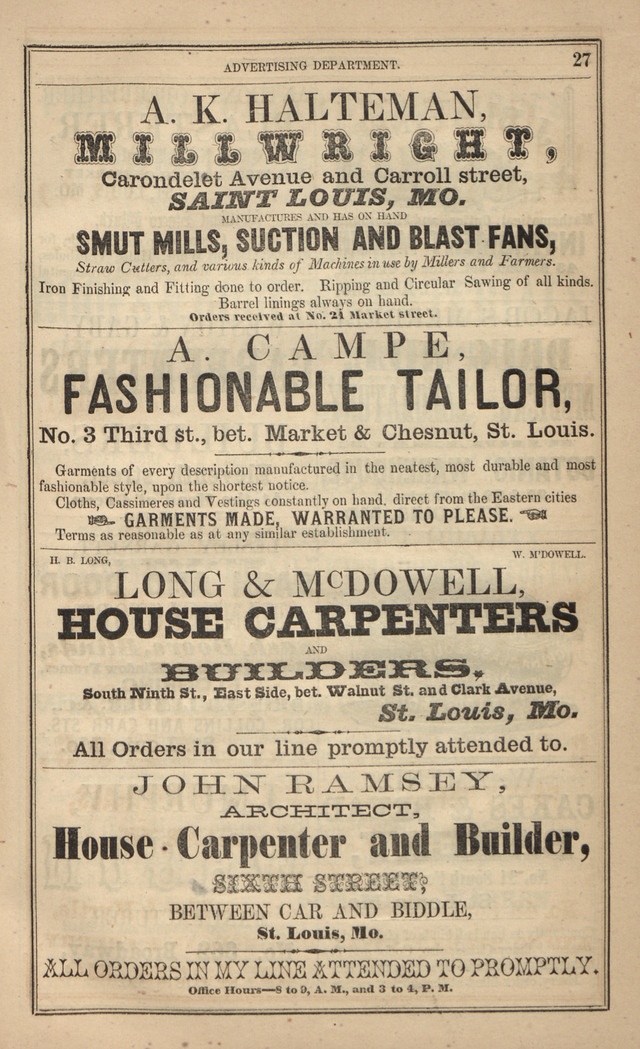 ADVERTISING DEPARTMENT. 27
A. K. HALTEMAN,
MILLWRIGHT,
Carondelet Avenue and Carroll street,
SAINT LOUIS, MO.
MANUFACTURES AND HAS ON HAND
SMUT MILLS, SUCTION AND BLAST FANS,
Straw Cutters, and various kinds of Machines in use by Millers and Farmers.
Iron Finishing and Fitting done to order. Ripping and Circular Sawing of all kinds.
Barrel linings always on hand.
Orders received at No. 21 Market street.
A. CAMPE,
FASHIONABLE TAILOR,
No. 3 Third st., bet. Market & Chesnut, St. Louis.
Garments of every description manufactured in the neatest, most durable and most
fashionable style, upon the shortest notice.
Cloths, Cassimeres and Vestings constantly on hand, direct from the Eastern cities
GARMENTS MADE, WARRANTED TO PLEASE.
Terms as reasonable as at any similar establishment.
H. B. LONG, W. M'DOWELL.
LONG & McDOWELL,
HOUSE CARPENTERS
AND
BUILDERS,
South Ninth St., East Side, bet. Walnut St. and Clark Avenue,
St. Louis, Mo.
All Orders in our line promptly attended to.
JOHN RAMSEY,
ARCHITECT,
House-Carpenter and Builder,
SIXTH STREET,
BETWEEN CAR AND BIDDLE,
St. Louis, Mo.
ALL ORDERS IN MY LINE ATTENDED TO PROMPTLY.
Office Hours—8 to 9, A. M., and 3 to 4, P. M.